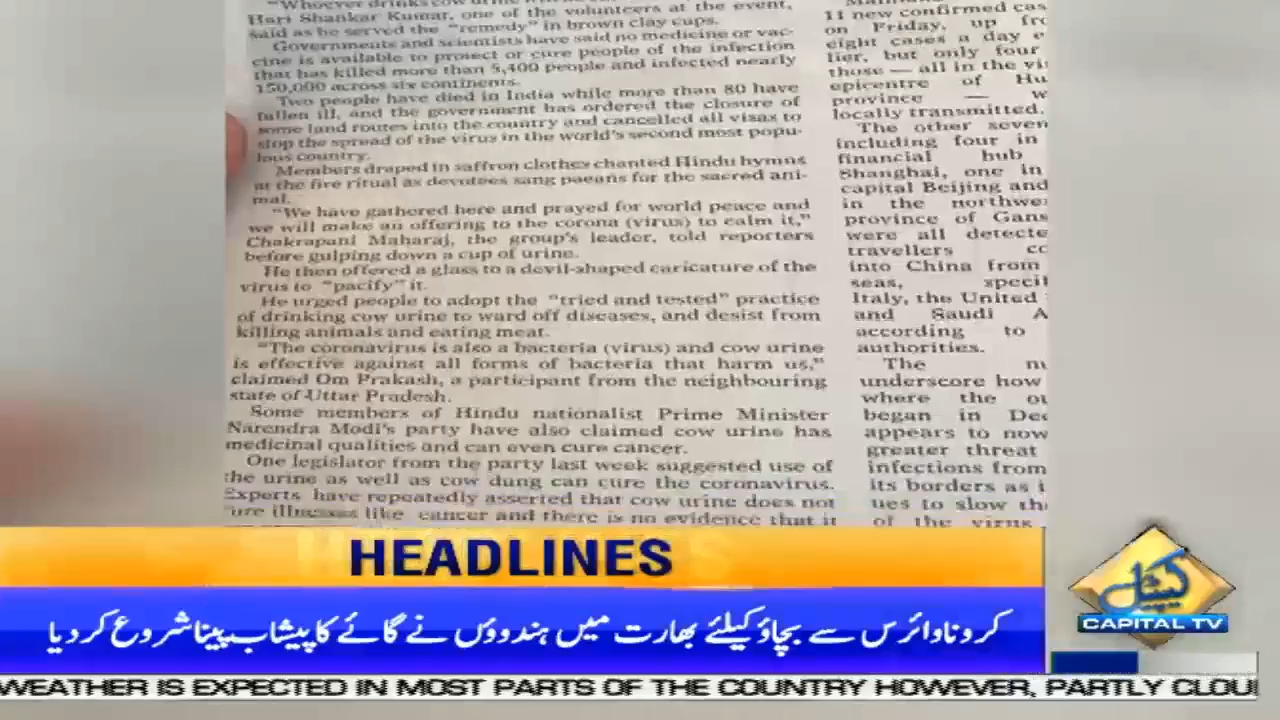 "Whoever drinks cow urine will be
Hari Shankar Kumar, one of the volunteers at the event,
said as he served the "remedy" in brown clay cups.
Governments and scientists have said no medicine or vac-
cine is available to protect or cure people of the infection
that has killed more than 5,400 people and infected nearly
150,000 across six continents.
Two people have died in India while more than 80 have
fallen ill, and the government has ordered the closure of
some land routes into the country and cancelled all visas to
stop the spread of the virus in the world's second most popu-
lous country.
Members draped in saffron clothes chanted Hindu hymns
at the fire ritual as devotees sang paeans for the sacred ani-
mal.
"We have gathered here and prayed for world peace and
we will make an offering to the corona (virus) to calm it,"
Chakrapani Maharaj, the group's leader, told reporters
before gulping down a cup of urine.
He then offered a glass to a devil-shaped caricature of the
virus to "pacify" it.
He urged people to adopt the "tried and tested" practice
of drinking cow urine to ward off diseases, and desist from
killing animals and eating meat.
"The coronavirus is also a bacteria (virus) and cow urine
is effective against all forms of bacteria that harm us,"
claimed Om Prakash, a participant from the neighbouring
state of Uttar Pradesh.
Some members of Hindu nationalist Prime Minister
Narendra Modi's party have also claimed cow urine has
medicinal qualities and can even cure cancer.
One legislator from the party last week suggested use of
the urine as well as cow dung can cure the coronavirus.
Experts have repeatedly asserted that cow urine does not
cure illnesses like cancer and there is no evidence that it
11 new confirmed cas
on Friday, up fro
eight cases a day e
lier, but only four
those — all in the vi
epicentre of Hu
province — w
locally transmitted.
The other seven
including four in
financial hub
Shanghai, one in
capital Beijing and
in the northwe
province of Gans
were all detecte
travellers co
into China from
seas, speci
Italy, the United
and Saudi A
according to
authorities.
The nu
underscore how
where the ou
began in Dec
appears to now
greater threat
infections from
its borders as i
ues to slow th
of the virus
HEADLINES
کرونا وائرس سے بچاؤ کیلئے بھارت میں ہندوؤں نے گائے کا پیشاب پینا شروع کر دیا
کیپیٹل
CAPITAL TV
WEATHER IS EXPECTED IN MOST PARTS OF THE COUNTRY HOWEVER, PARTLY CLOU